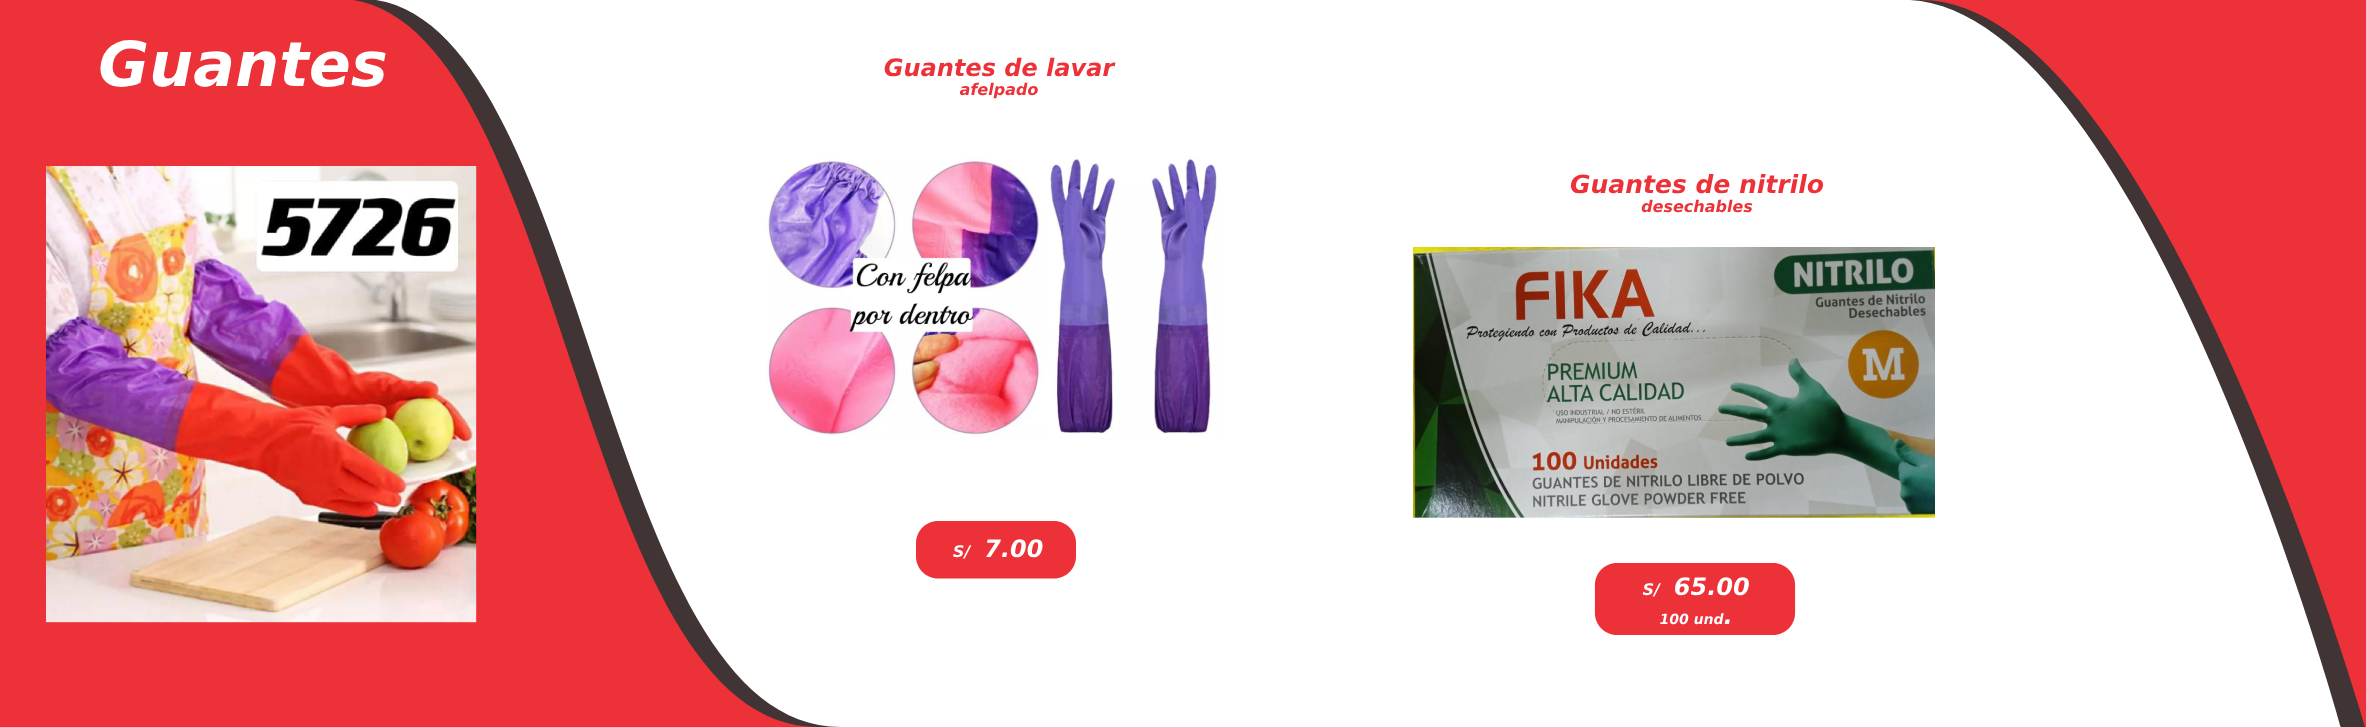 Guantes
5726
Guantes de lavar
afelpado
Con felpa
por dentro
S/ 7.00
Guantes de nitrilo
desechables
FIKA
Protegiendo con Productos de Calidad...
NITRILO
Guantes de Nitrilo
Desechables
M
PREMIUM
ALTA CALIDAD
USO INDUSTRIAL / NO ESTÉRIL
MANIPULACIÓN Y PROCESAMIENTO DE ALIMENTOS
100 Unidades
GUANTES DE NITRILO LIBRE DE POLVO
NITRILE GLOVE POWDER FREE
S/ 65.00
100 und.